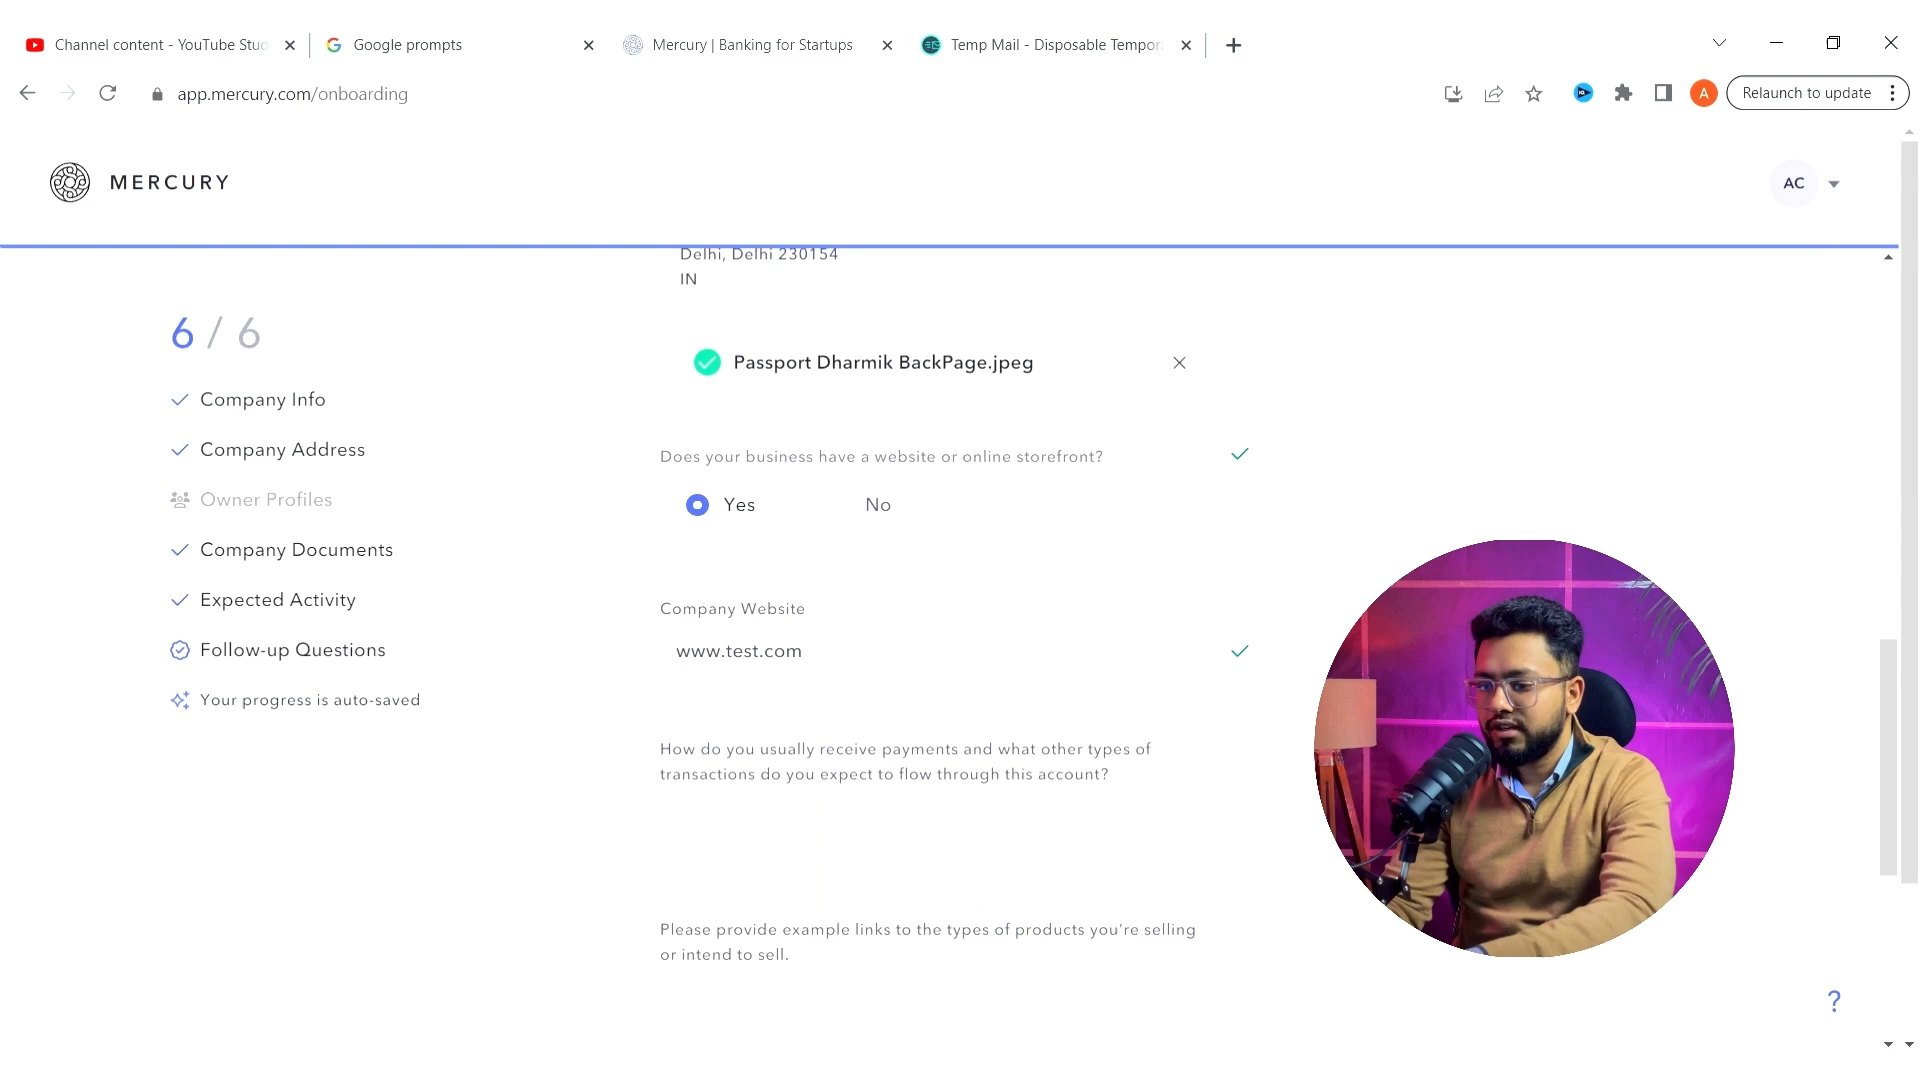 Channel content - YouTube Stud
Google prompts
Mercury | Banking for Startups
Temp Mail - Disposable Tempora
app.mercury.com/onboarding
A
Relaunch to update
MERCURY
AC
Delhi, Delhi 230154
IN
6 / 6
Passport Dharmik BackPage.jpeg
Company Info
Company Address
Does your business have a website or online storefront?
Owner Profiles
Yes
No
Company Documents
Expected Activity
Company Website
Follow-up Questions
www.test.com
Your progress is auto-saved
How do you usually receive payments and what other types of
transactions do you expect to flow through this account?
Please provide example links to the types of products you're selling
or intend to sell.
?